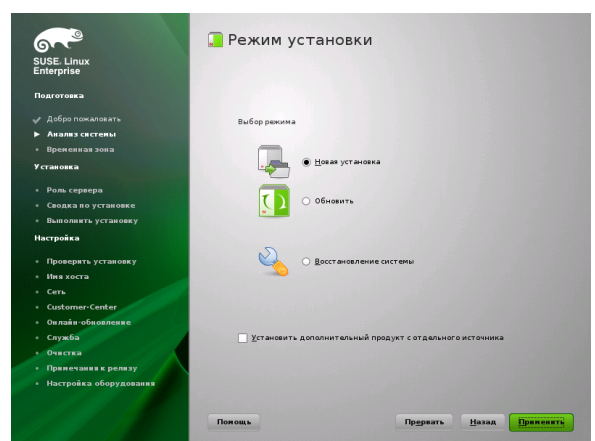 SUSE. Linux
Enterprise
Подготовка
Добро пожаловать
Анализ системы
Временная зона
Установка
Роль сервера
Сводка по установке
Выполнить установку
Настройка
Проверить установку
Имя хоста
Сеть
Customer-Center
Онлайн-обновление
Служба
Очистка
Примечания к релизу
Настройка оборудования
Режим установки
Выбор режима
Новая установка
Обновить
Восстановление системы
Установить дополнительный продукт с отдельного источника
Помощь
Прервать
Назад
Применить